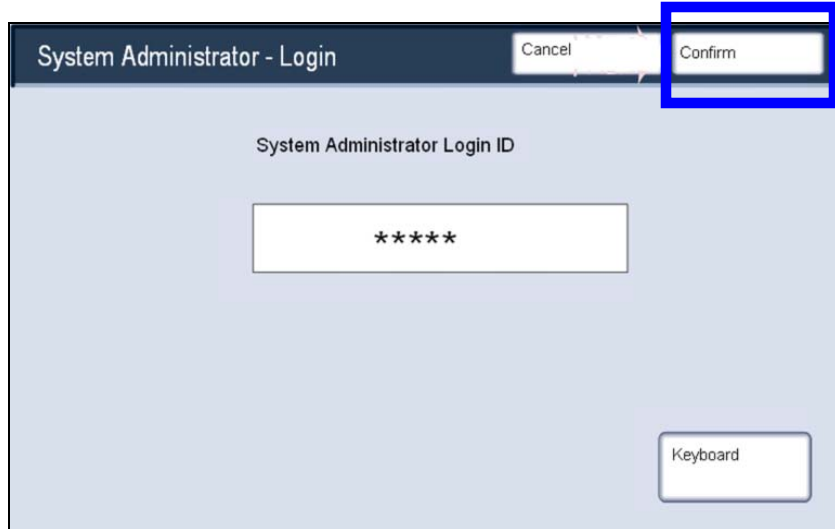 System Administrator - Login
Cancel
Confirm
System Administrator Login ID
*****
Keyboard